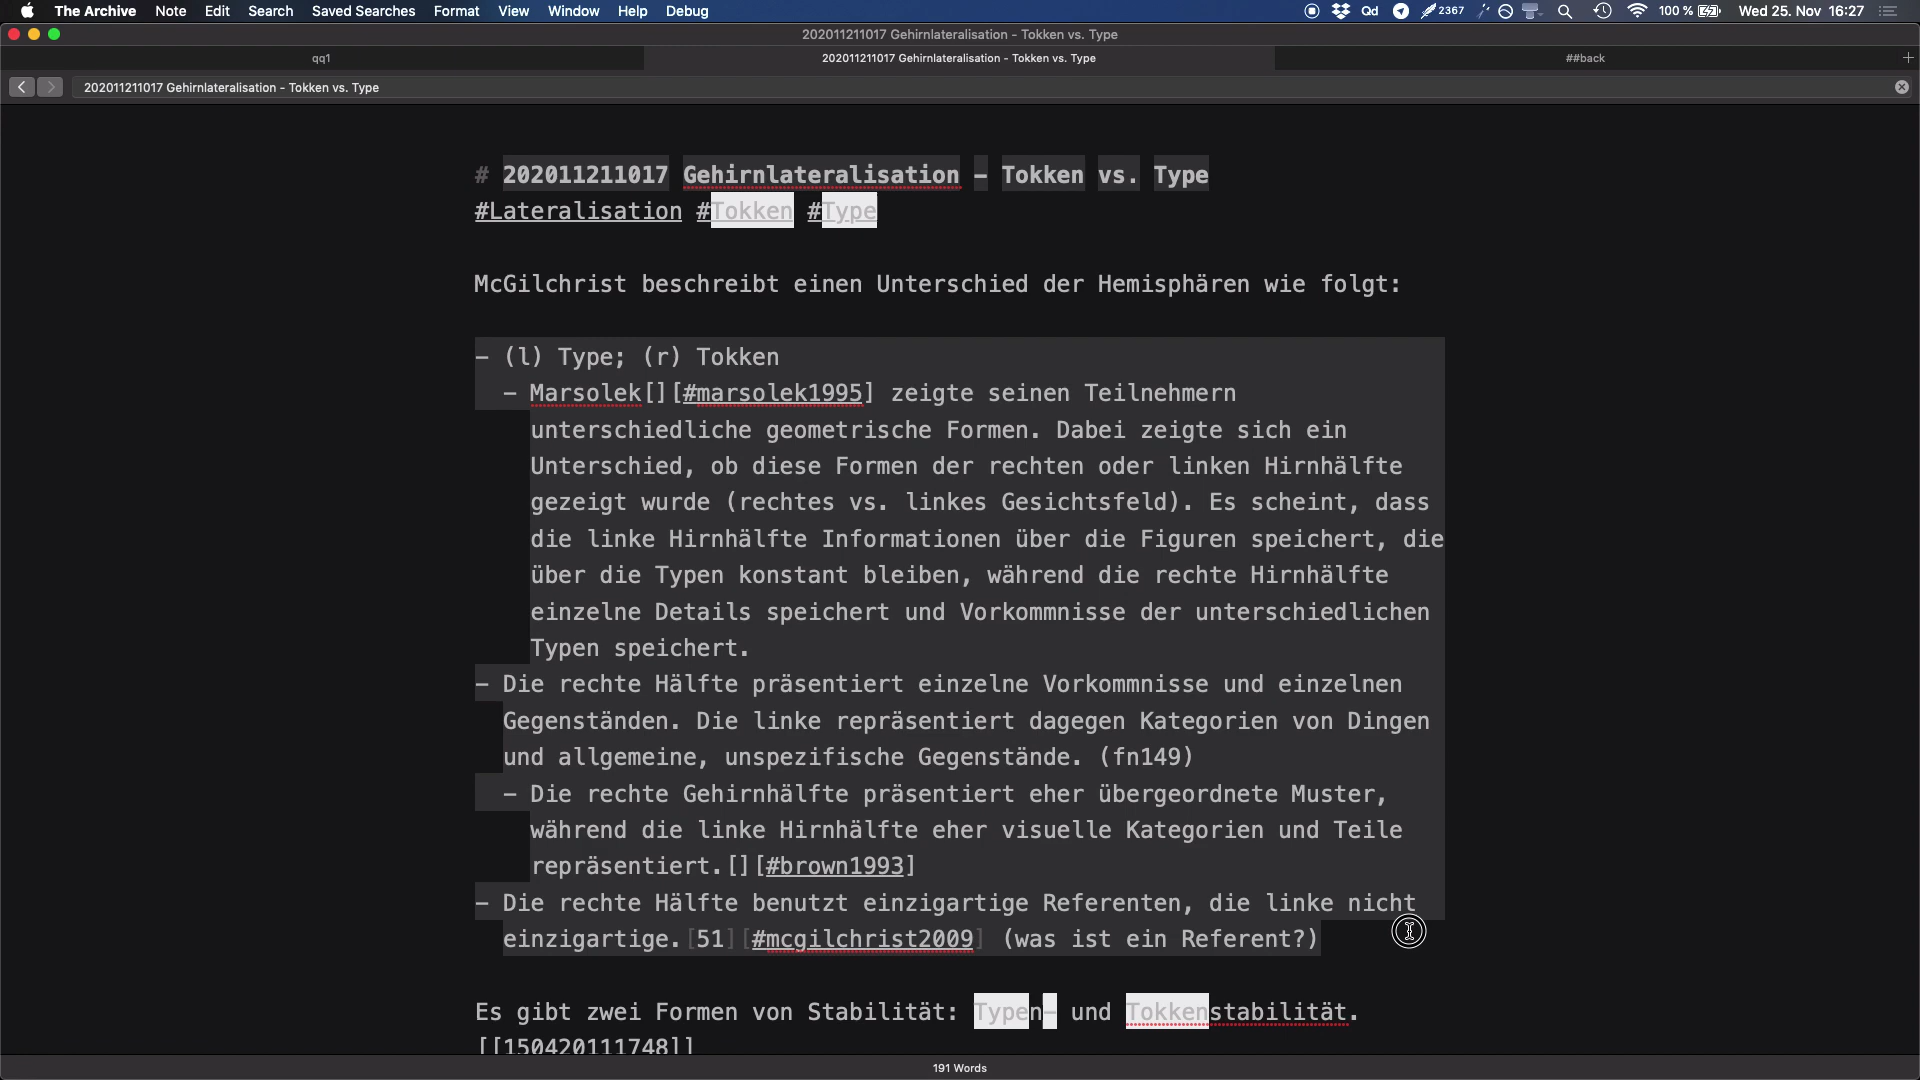 The Archive Note Edit Search Saved Searches Format View Window Help Debug Qd 2367 100 % Wed 25. Nov 16:27
202011211017 Gehirnlateralisation - Tokken vs. Type
qq1 202011211017 Gehirnlateralisation - Tokken vs. Type ##back
202011211017 Gehirnlateralisation - Tokken vs. Type
# 202011211017 Gehirnlateralisation - Tokken vs. Type
#Lateralisation #Tokken #Type
McGilchrist beschreibt einen Unterschied der Hemisphären wie folgt:
- (l) Type; (r) Tokken
- Marsolek[][#marsolek1995] zeigte seinen Teilnehmern
unterschiedliche geometrische Formen. Dabei zeigte sich ein
Unterschied, ob diese Formen der rechten oder linken Hirnhälfte
gezeigt wurde (rechtes vs. linkes Gesichtsfeld). Es scheint, dass
die linke Hirnhälfte Informationen über die Figuren speichert, die
über die Typen konstant bleiben, während die rechte Hirnhälfte
einzelne Details speichert und Vorkommnisse der unterschiedlichen
Typen speichert.
- Die rechte Hälfte präsentiert einzelne Vorkommnisse und einzelnen
Gegenständen. Die linke repräsentiert dagegen Kategorien von Dingen
und allgemeine, unspezifische Gegenstände. (fn149)
- Die rechte Gehirnhälfte präsentiert eher übergeordnete Muster,
während die linke Hirnhälfte eher visuelle Kategorien und Teile
repräsentiert.[][#brown1993]
- Die rechte Hälfte benutzt einzigartige Referenten, die linke nicht
einzigartige.[51][#mcgilchrist2009] (was ist ein Referent?)
Es gibt zwei Formen von Stabilität: Typen- und Tokkenstabilität.
[[150420111748]]
191 Words